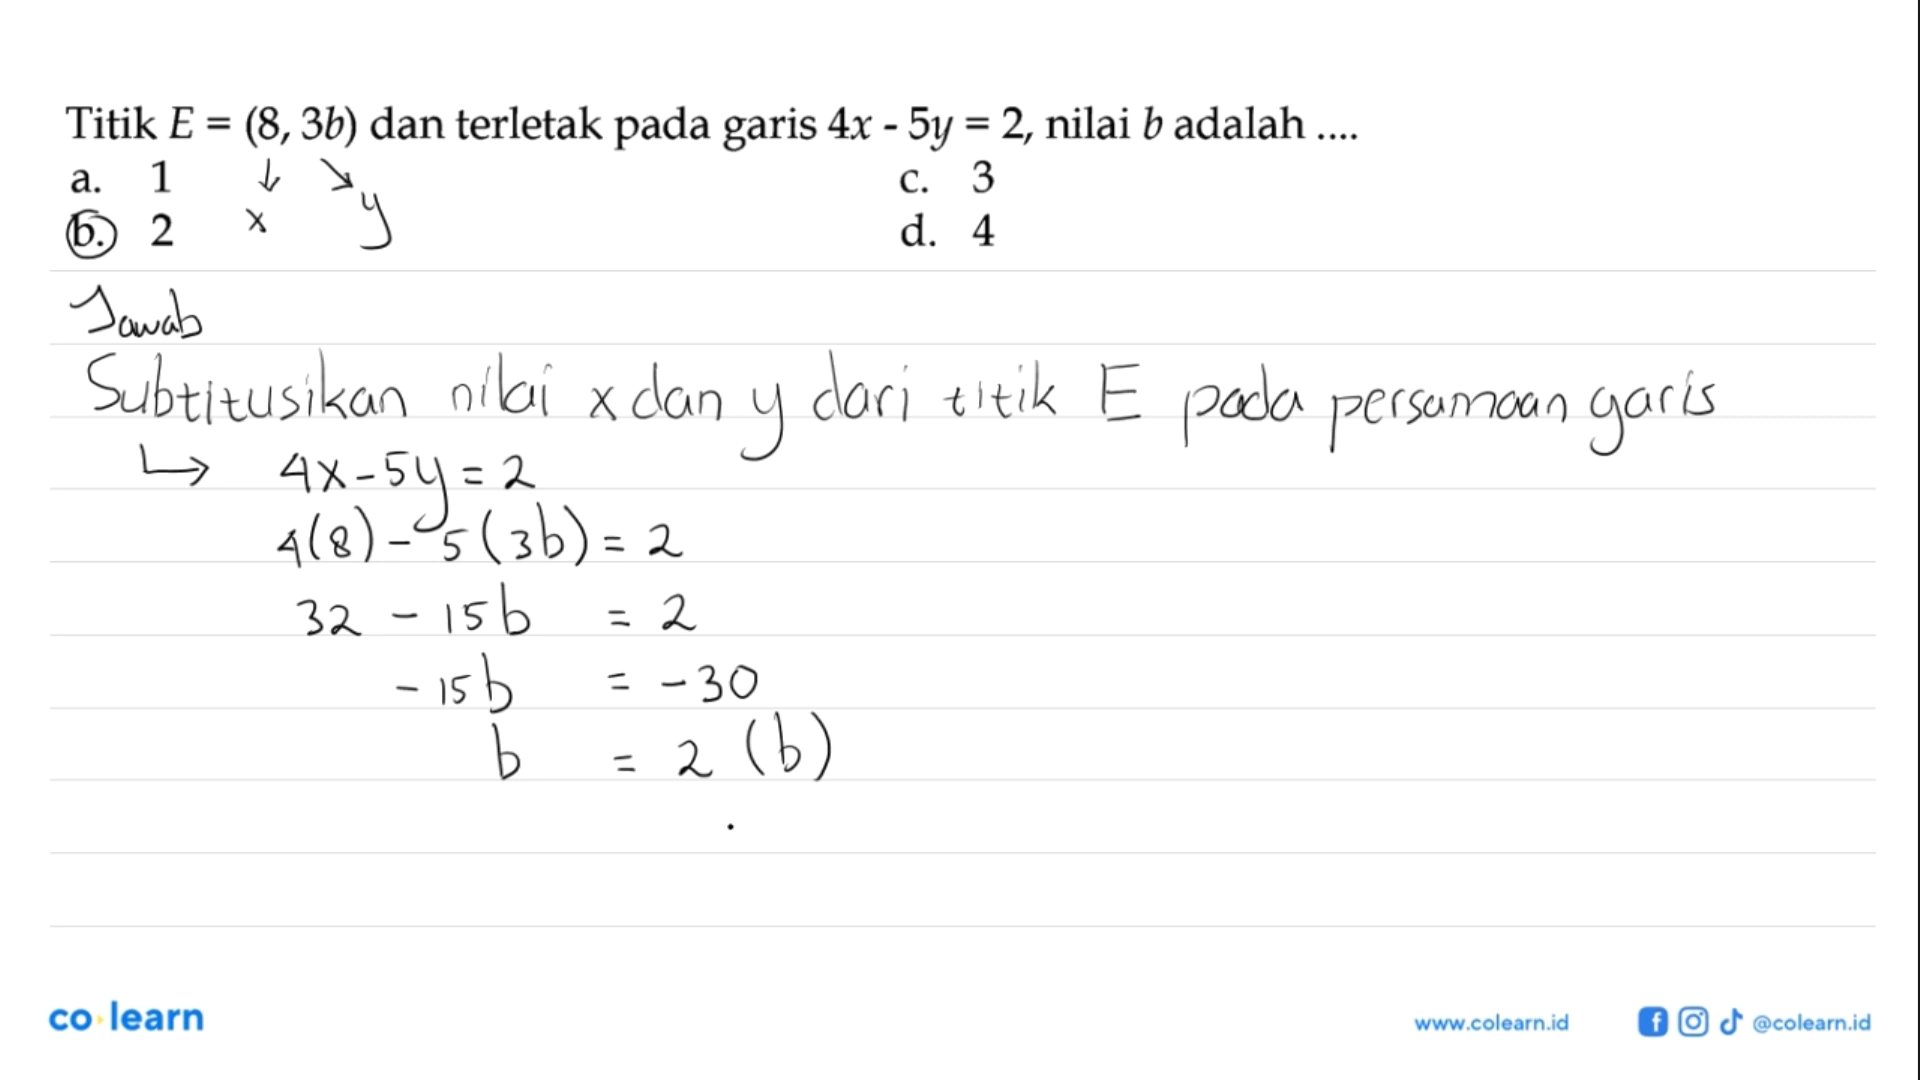 Titik E = (8, 3b) dan terletak pada garis 4x - 5y = 2, nilai b adalah ....
a. 1 c. 3
b. 2 d. 4
x y
Jawab
Subtitusikan nilai x dan y dari titik E pada persamaan garis
↳ 4x - 5y = 2
4(8) - 5(3b) = 2
32 - 15b = 2
- 15b = - 30
b = 2 (b)
co learn
www.colearn.id @colearn.id